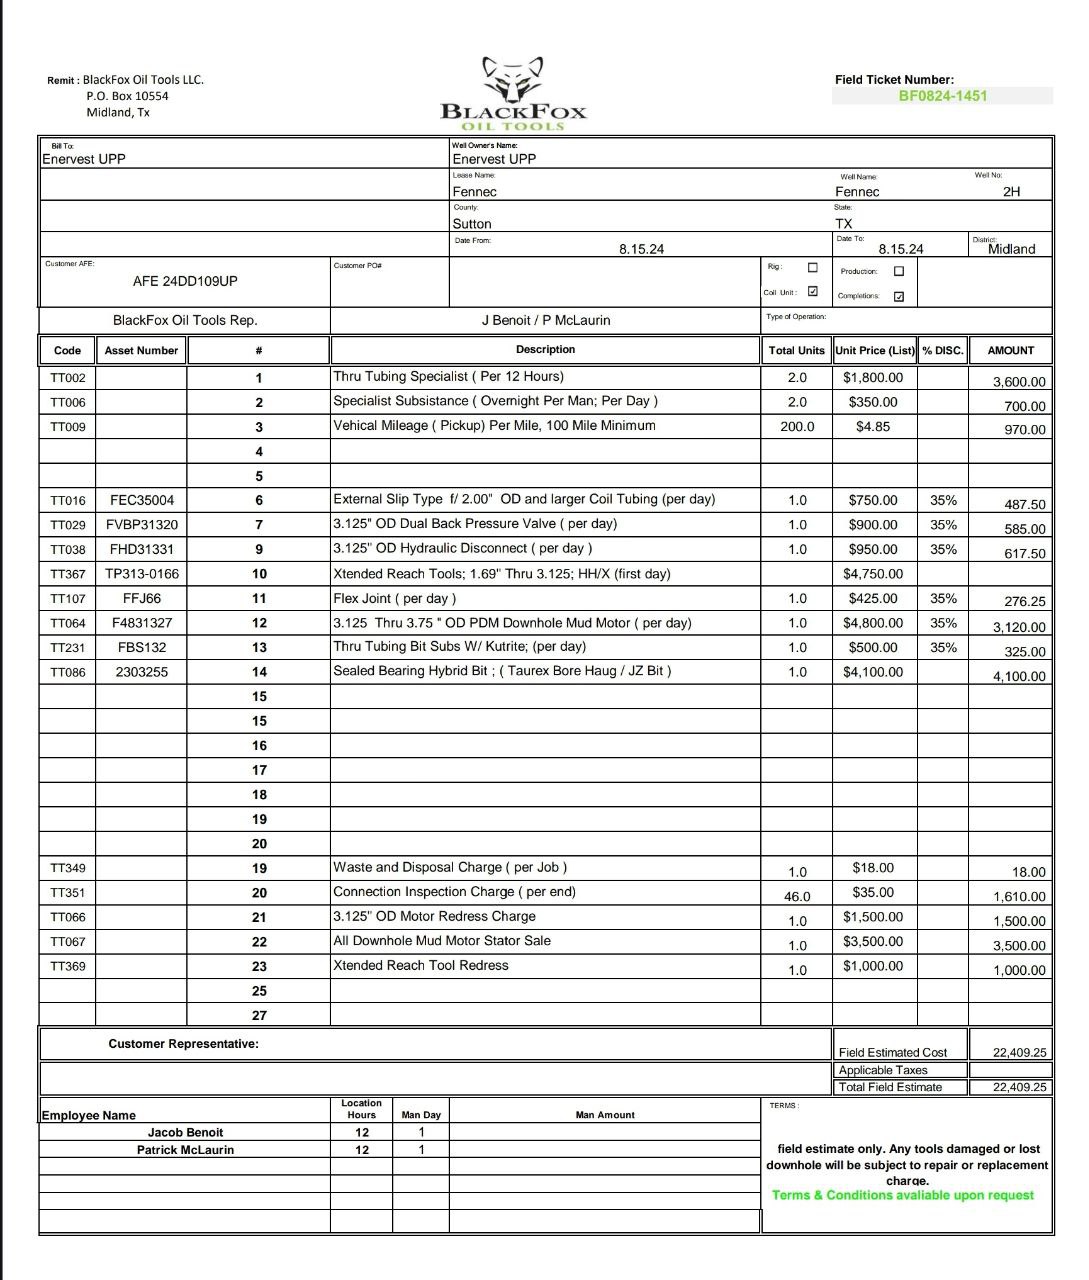 Remit : BlackFox Oil Tools LLC.
P.O. Box 10554
Midland, Tx
BLACKFOX
OIL TOOLS
Field Ticket Number:
BF0824-1451
Bill To:
Enervest UPP
Well Owner's Name:
Enervest UPP
Lease Name: Well Name: Well No:
Fennec Fennec 2H
County: State:
Sutton TX
Date From: Date To: District:
8.15.24 8.15.24 Midland
Customer AFE: Customer PO#
AFE 24DD109UP
Rig : Production:
Coil Unit : Completions:
BlackFox Oil Tools Rep. J Benoit / P McLaurin Type of Operation:
Code Asset Number # Description Total Units Unit Price (List) % DISC. AMOUNT
TT002 1 Thru Tubing Specialist ( Per 12 Hours) 2.0 $1,800.00 3,600.00
TT006 2 Specialist Subsistance ( Overnight Per Man; Per Day ) 2.0 $350.00 700.00
TT009 3 Vehical Mileage ( Pickup) Per Mile, 100 Mile Minimum 200.0 $4.85 970.00
4
5
TT016 FEC35004 6 External Slip Type f/ 2.00" OD and larger Coil Tubing (per day) 1.0 $750.00 35% 487.50
TT029 FVBP31320 7 3.125" OD Dual Back Pressure Valve ( per day) 1.0 $900.00 35% 585.00
TT038 FHD31331 9 3.125" OD Hydraulic Disconnect ( per day ) 1.0 $950.00 35% 617.50
TT367 TP313-0166 10 Xtended Reach Tools; 1.69" Thru 3.125; HH/X (first day) $4,750.00
TT107 FFJ66 11 Flex Joint ( per day ) 1.0 $425.00 35% 276.25
TT064 F4831327 12 3.125 Thru 3.75 " OD PDM Downhole Mud Motor ( per day) 1.0 $4,800.00 35% 3,120.00
TT231 FBS132 13 Thru Tubing Bit Subs W/ Kutrite; (per day) 1.0 $500.00 35% 325.00
TT086 2303255 14 Sealed Bearing Hybrid Bit ; ( Taurex Bore Haug / JZ Bit ) 1.0 $4,100.00 4,100.00
15
15
16
17
18
19
20
TT349 19 Waste and Disposal Charge ( per Job ) 1.0 $18.00 18.00
TT351 20 Connection Inspection Charge ( per end) 46.0 $35.00 1,610.00
TT066 21 3.125" OD Motor Redress Charge 1.0 $1,500.00 1,500.00
TT067 22 All Downhole Mud Motor Stator Sale 1.0 $3,500.00 3,500.00
TT369 23 Xtended Reach Tool Redress 1.0 $1,000.00 1,000.00
25
27
Customer Representative:
Field Estimated Cost 22,409.25
Applicable Taxes
Total Field Estimate 22,409.25
Employee Name Location Hours Man Day Man Amount
Jacob Benoit 12 1
Patrick McLaurin 12 1
TERMS :
field estimate only. Any tools damaged or lost
downhole will be subject to repair or replacement
charge.
Terms & Conditions avaliable upon request